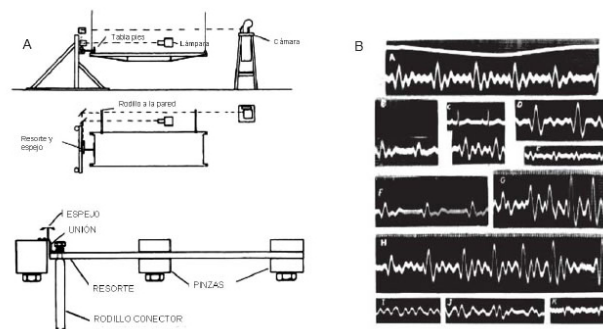 A
Tabla pies
Lámpara
Cámara
Rodillo a la pared
Resorte y
espejo
ESPEJO
UNIÓN
RESORTE
PINZAS
RODILLO CONECTOR
B
A
B
C
D
E
F
G
H
I
J
K